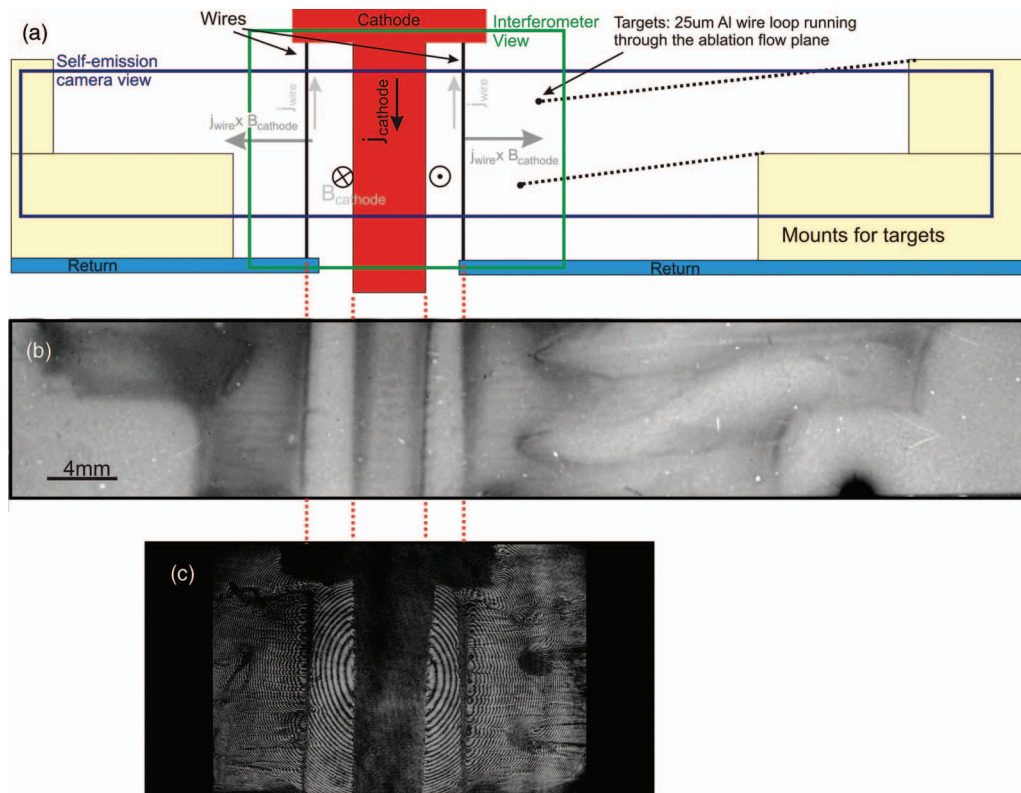 (a)
Cathode
Wires
Interferometer
View
Targets: 25um Al wire loop running
through the ablation flow plane
Self-emission
camera view
jwire
jcathode
jwire
jwire x Bcathode
jwire x Bcathode
Bcathode
Mounts for targets
Return
Return
(b)
4mm
(c)